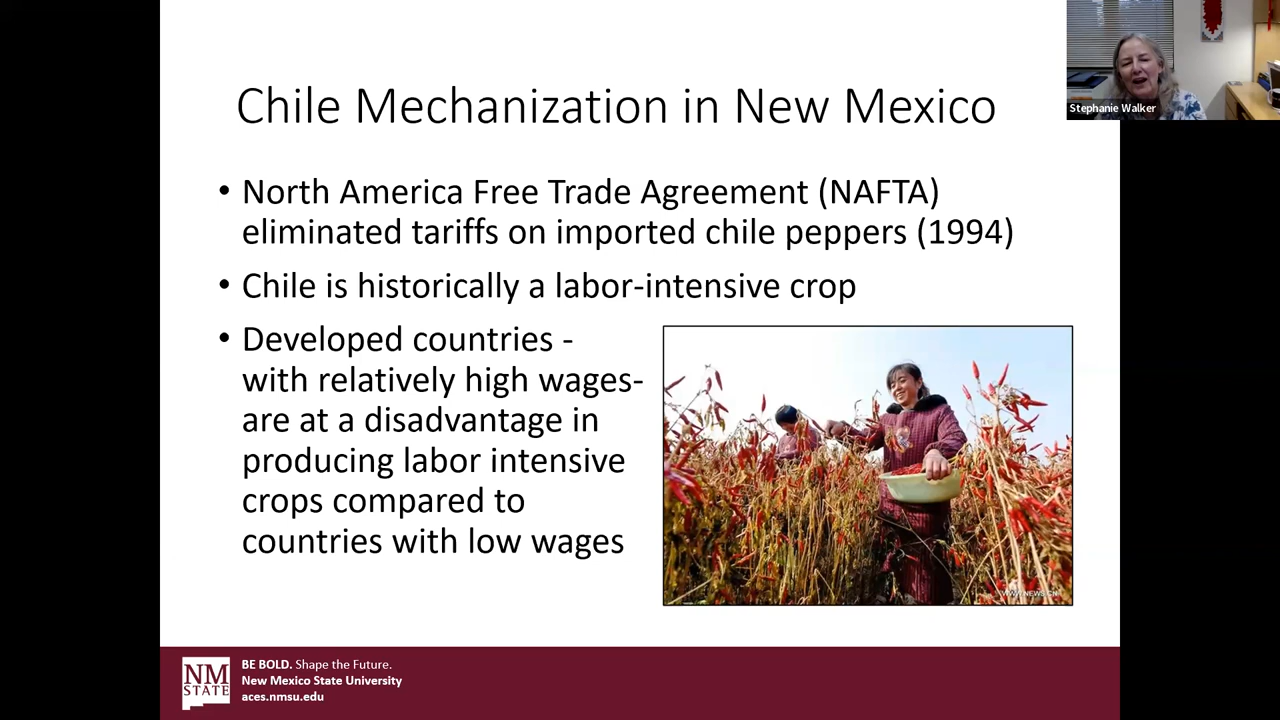 Chile Mechanization in New Mexico
Stephanie Walker
• North America Free Trade Agreement (NAFTA)
eliminated tariffs on imported chile peppers (1994)
• Chile is historically a labor-intensive crop
• Developed countries -
with relatively high wages-
are at a disadvantage in
producing labor intensive
crops compared to
countries with low wages
WWW.NEWS.CN
NM
STATE
BE BOLD. Shape the Future.
New Mexico State University
aces.nmsu.edu